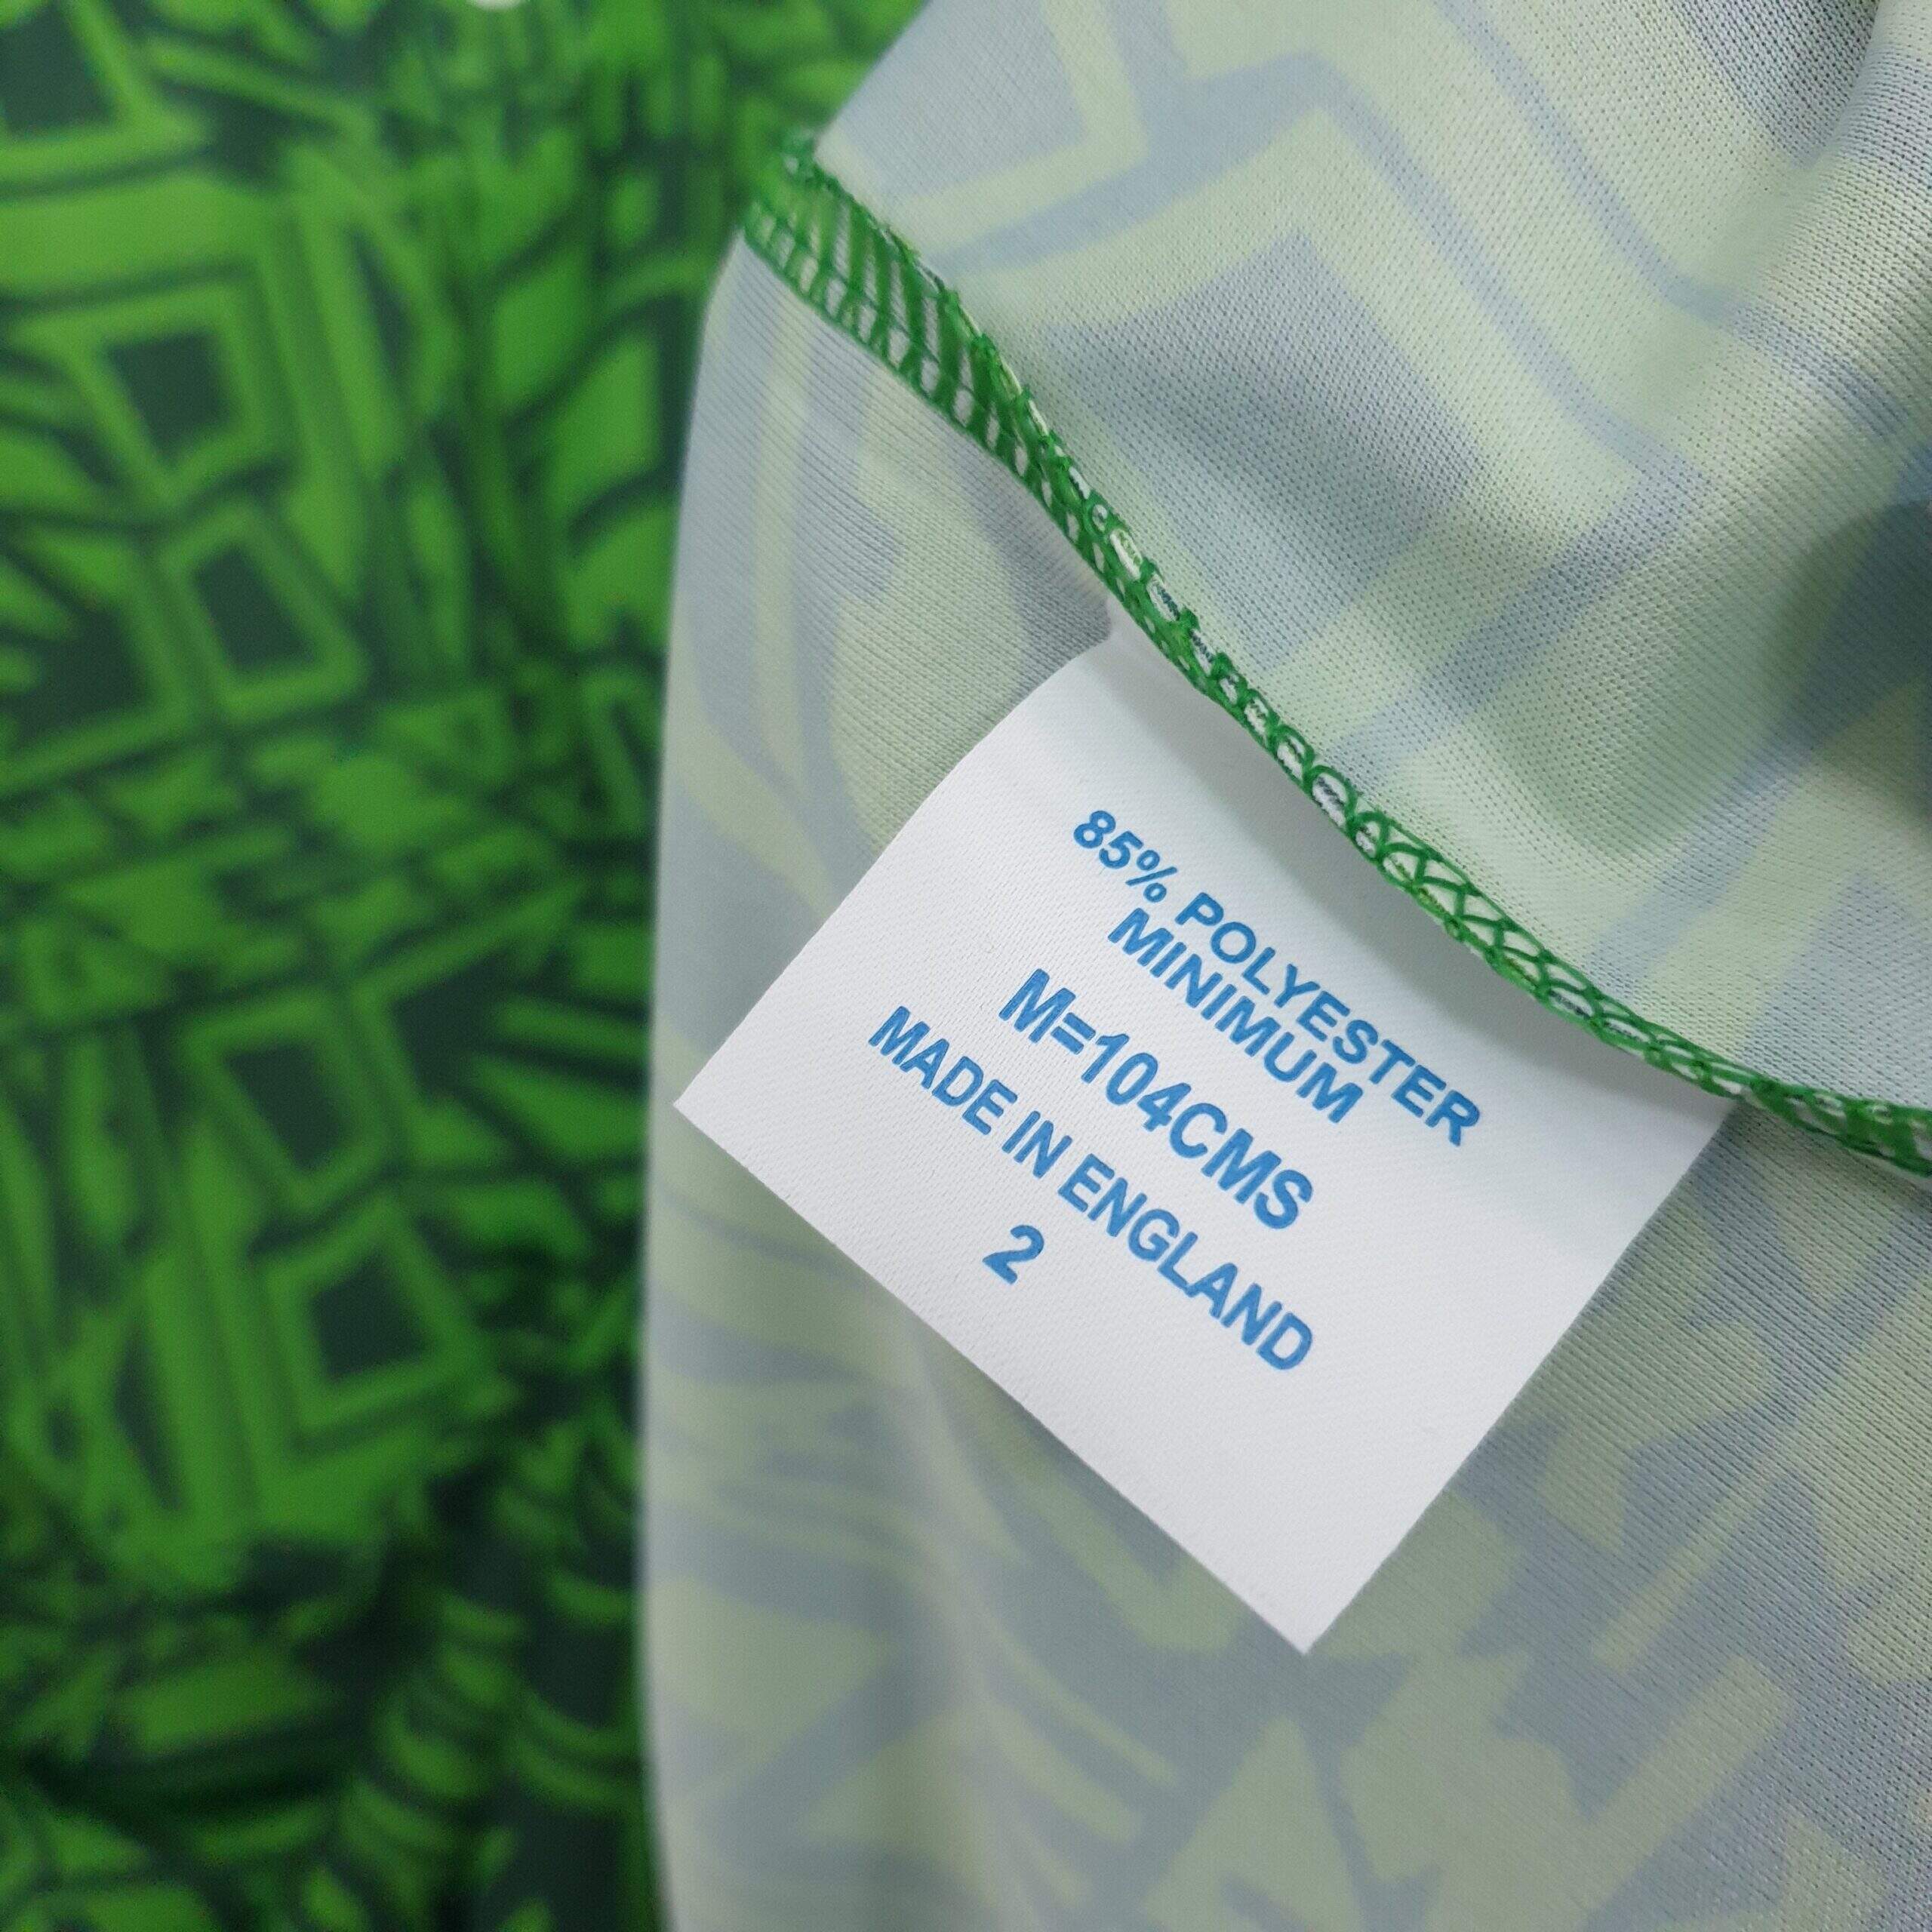 85% POLYESTER
MINIMUM
M=104CMS
MADE IN ENGLAND
2